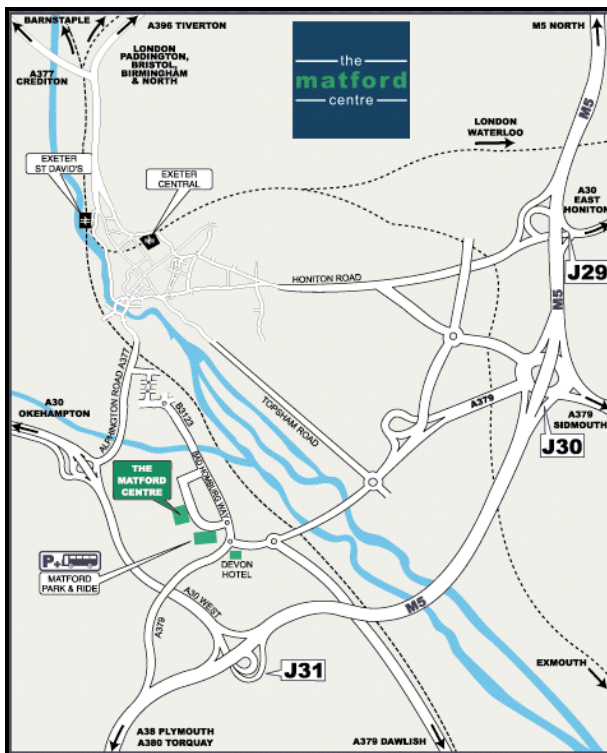 BARNSTAPLE
A396 TIVERTON
M5 NORTH
A377
CREDITON
LONDON
PADDINGTON,
BRISTOL,
BIRMINGHAM
& NORTH
the
matford
centre
M5
LONDON
WATERLOO
EXETER
ST DAVID'S
EXETER
CENTRAL
A30
EAST
HONITON
J29
HONITON ROAD
M5
ALPHINGTON ROAD A377
A30
OKEHAMPTON
B3123
TOPSHAM ROAD
A379
A379
SIDMOUTH
J30
BAD HOMBURG WAY
THE
MATFORD
CENTRE
P+
MATFORD
PARK & RIDE
DEVON
HOTEL
A30 WEST
M5
A379
J31
EXMOUTH
A38 PLYMOUTH
A380 TORQUAY
A379 DAWLISH